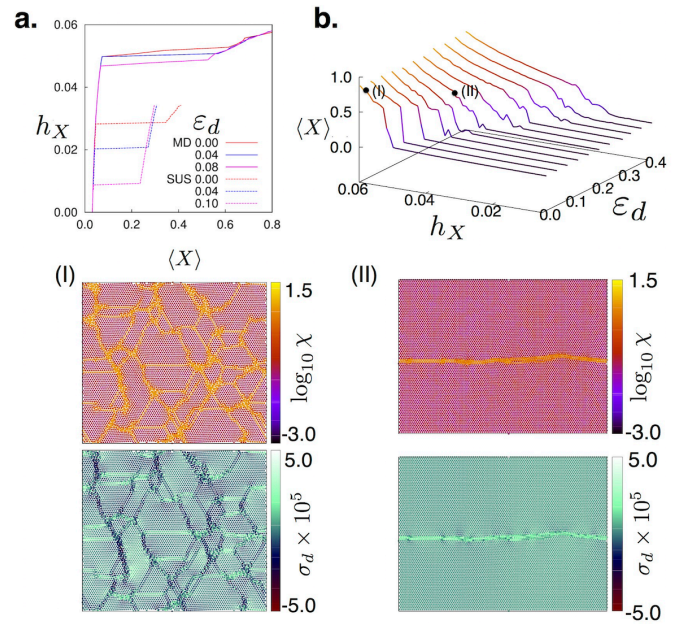 a.
0.06
0.04
h_X
0.02
0.00
0.0 0.2 0.4 0.6 0.8
⟨X⟩
ε_d
MD 0.00
0.04
0.08
SUS 0.00
0.04
0.10
b.
1.0
0.5
0.0
⟨X⟩
(I)
(II)
0.06
0.04
0.02
h_X
0.0
0.1
0.2
0.3
0.4
ε_d
(I)
1.5
log₁₀ χ
-3.0
5.0
σ_d × 10⁵
-5.0
(II)
1.5
log₁₀ χ
-3.0
5.0
σ_d × 10⁵
-5.0